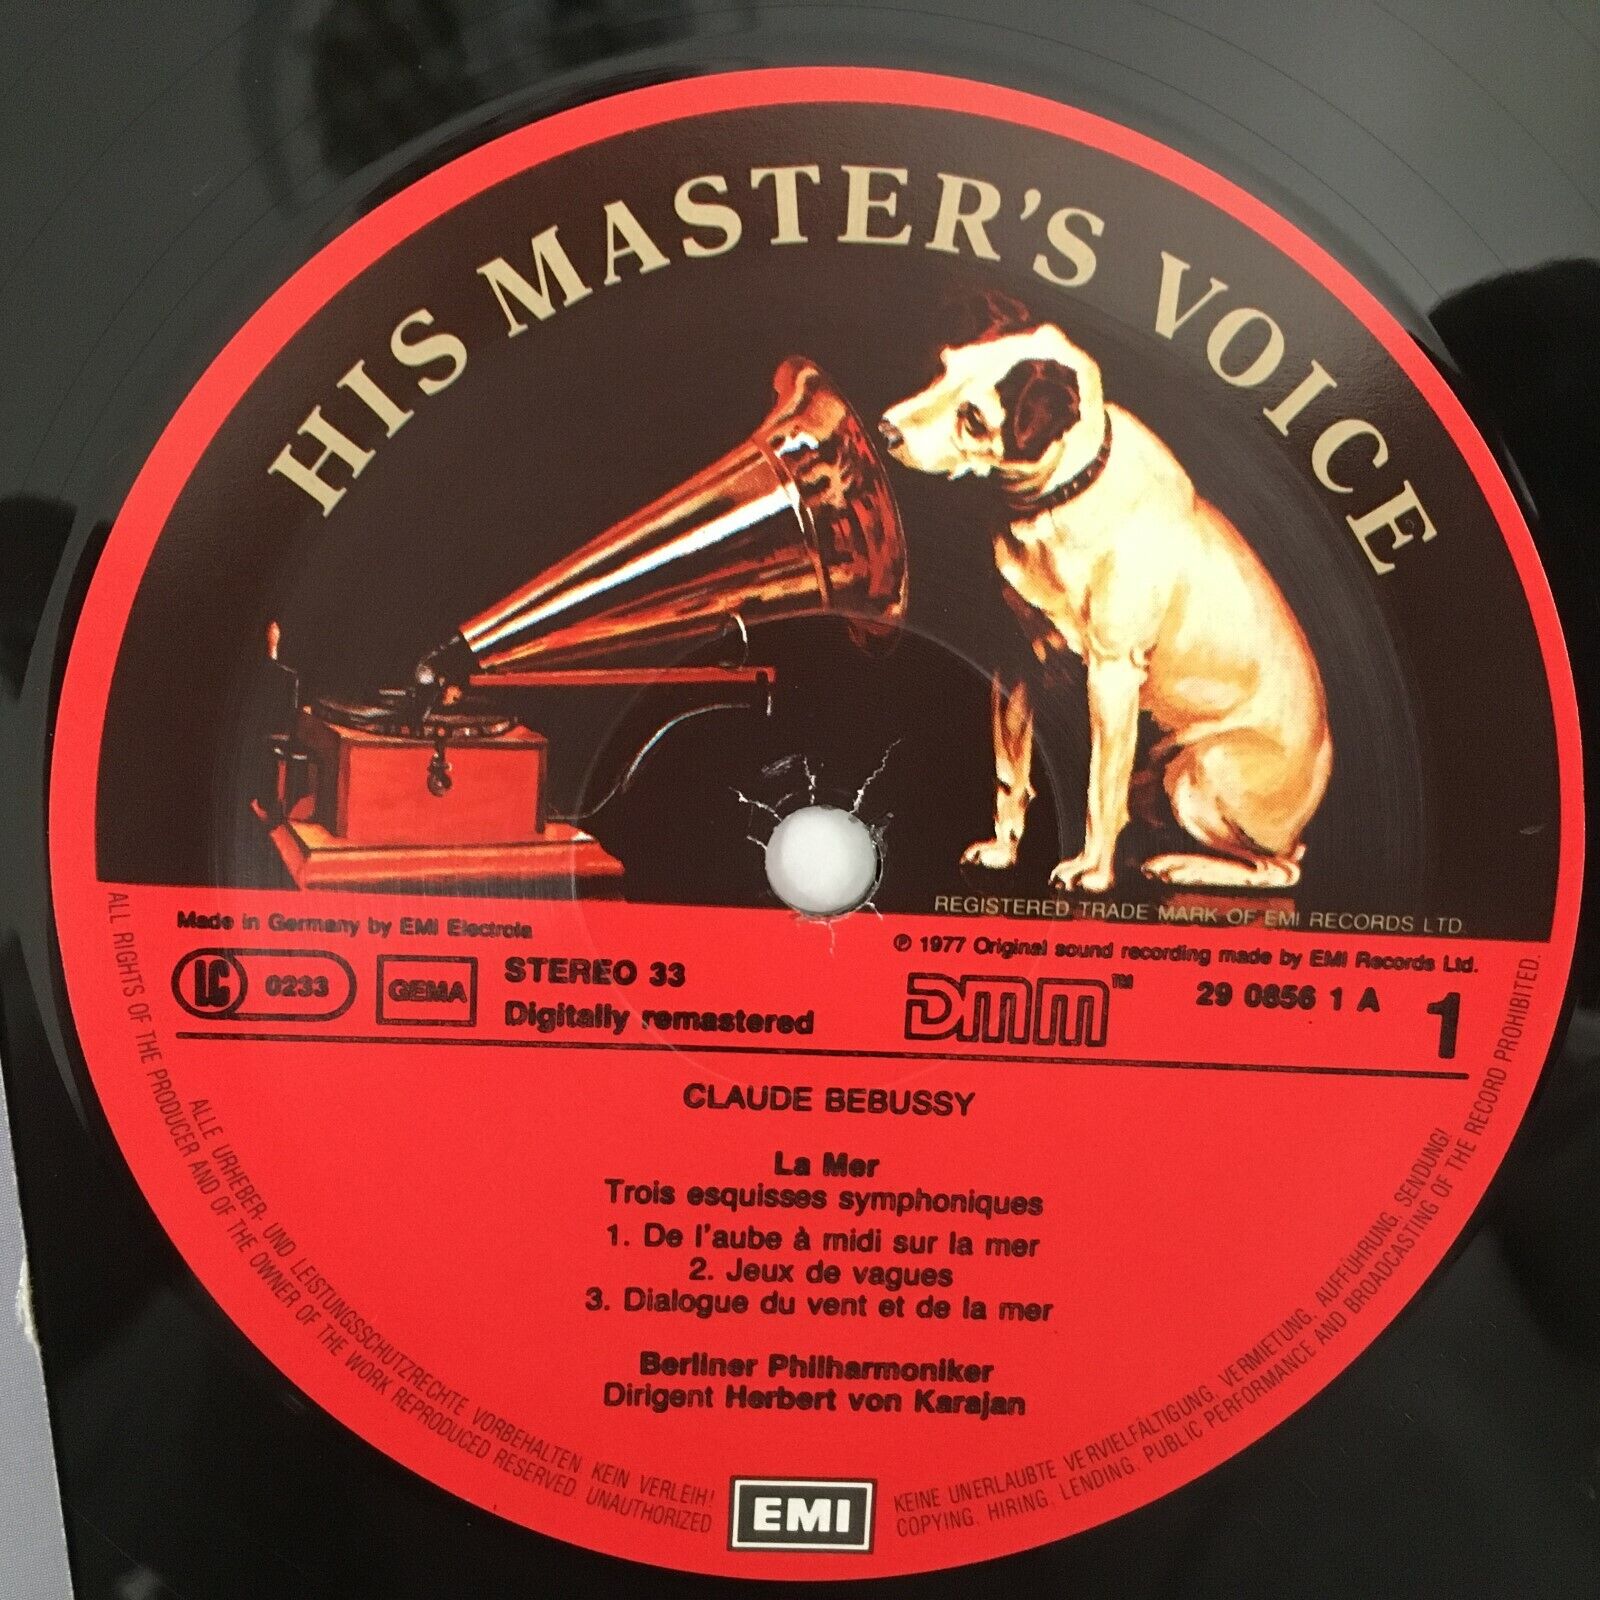 HIS MASTER'S VOICE
REGISTERED TRADE MARK OF EMI RECORDS LTD
Made in Germany by EMI Electrola
℗ 1977 Original sound recording made by EMI Records Ltd.
LC 0233
GEMA
STEREO 33
Digitally remastered
DMM™
29 0856 1 A
1
CLAUDE BEBUSSY
La Mer
Trois esquisses symphoniques
1. De l'aube à midi sur la mer
2. Jeux de vagues
3. Dialogue du vent et de la mer
Berliner Philharmoniker
Dirigent Herbert von Karajan
EMI
ALLE URHEBER- UND LEISTUNGSSCHUTZRECHTE VORBEHALTEN KEIN VERLEIH! KEINE UNERLAUBTE VERVIELFÄLTIGUNG, VERMIETUNG, AUFFÜHRUNG, SENDUNG!
ALL RIGHTS OF THE PRODUCER AND OF THE OWNER OF THE WORK REPRODUCED RESERVED. UNAUTHORIZED COPYING, HIRING, LENDING, PUBLIC PERFORMANCE AND BROADCASTING OF THE RECORD PROHIBITED.